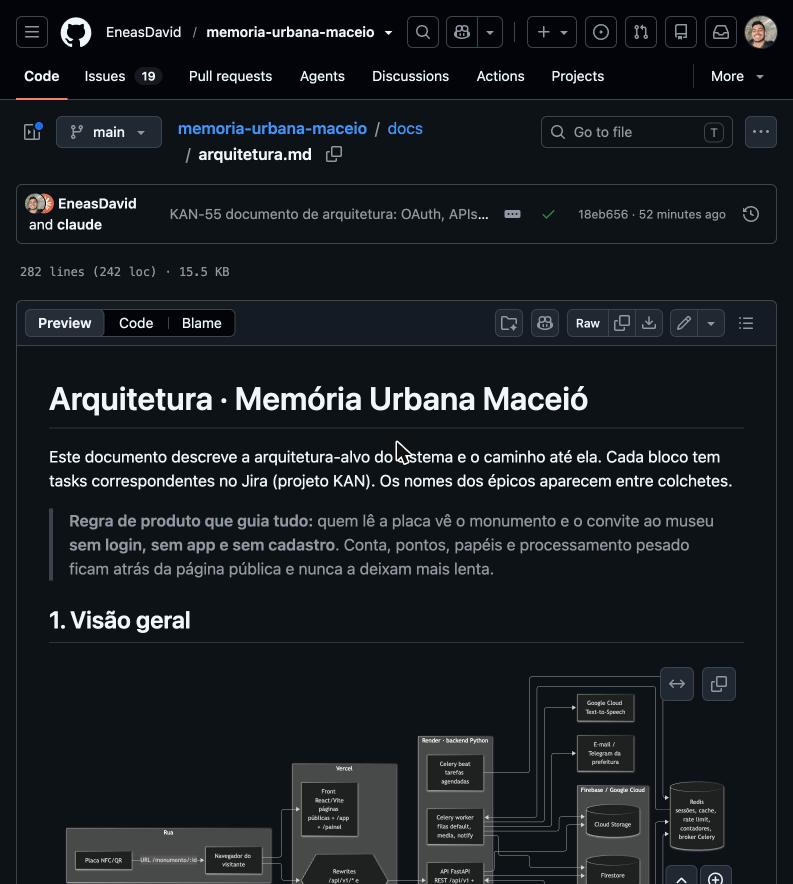 EneasDavid / memoria-urbana-maceio
Code Issues 19 Pull requests Agents Discussions Actions Projects More
main
memoria-urbana-maceio / docs
/ arquitetura.md
Go to file T
EneasDavid
and claude
KAN-55 documento de arquitetura: OAuth, APIs...
18eb656 · 52 minutes ago
282 lines (242 loc) · 15.5 KB
Preview Code Blame
Raw
Arquitetura · Memória Urbana Maceió
Este documento descreve a arquitetura-alvo do sistema e o caminho até ela. Cada bloco tem
tasks correspondentes no Jira (projeto KAN). Os nomes dos épicos aparecem entre colchetes.
Regra de produto que guia tudo: quem lê a placa vê o monumento e o convite ao museu
sem login, sem app e sem cadastro. Conta, pontos, papéis e processamento pesado
ficam atrás da página pública e nunca a deixam mais lenta.
1. Visão geral
Rua
Placa NFC/QR
URL /monumento/:id
Navegador do
visitante
Vercel
Front
React/Vite
páginas
públicas + /app
+ /painel
Rewrites
/api/v1/* e
Render · backend Python
Celery beat
tarefas
agendadas
Celery worker
filas default,
media, notify
API FastAPI
REST /api/v1 +
Google Cloud
Text-to-Speech
E-mail /
Telegram da
prefeitura
Firebase / Google Cloud
Cloud Storage
Firestore
Redis
sessões, cache,
rate limit,
contadores,
broker Celery